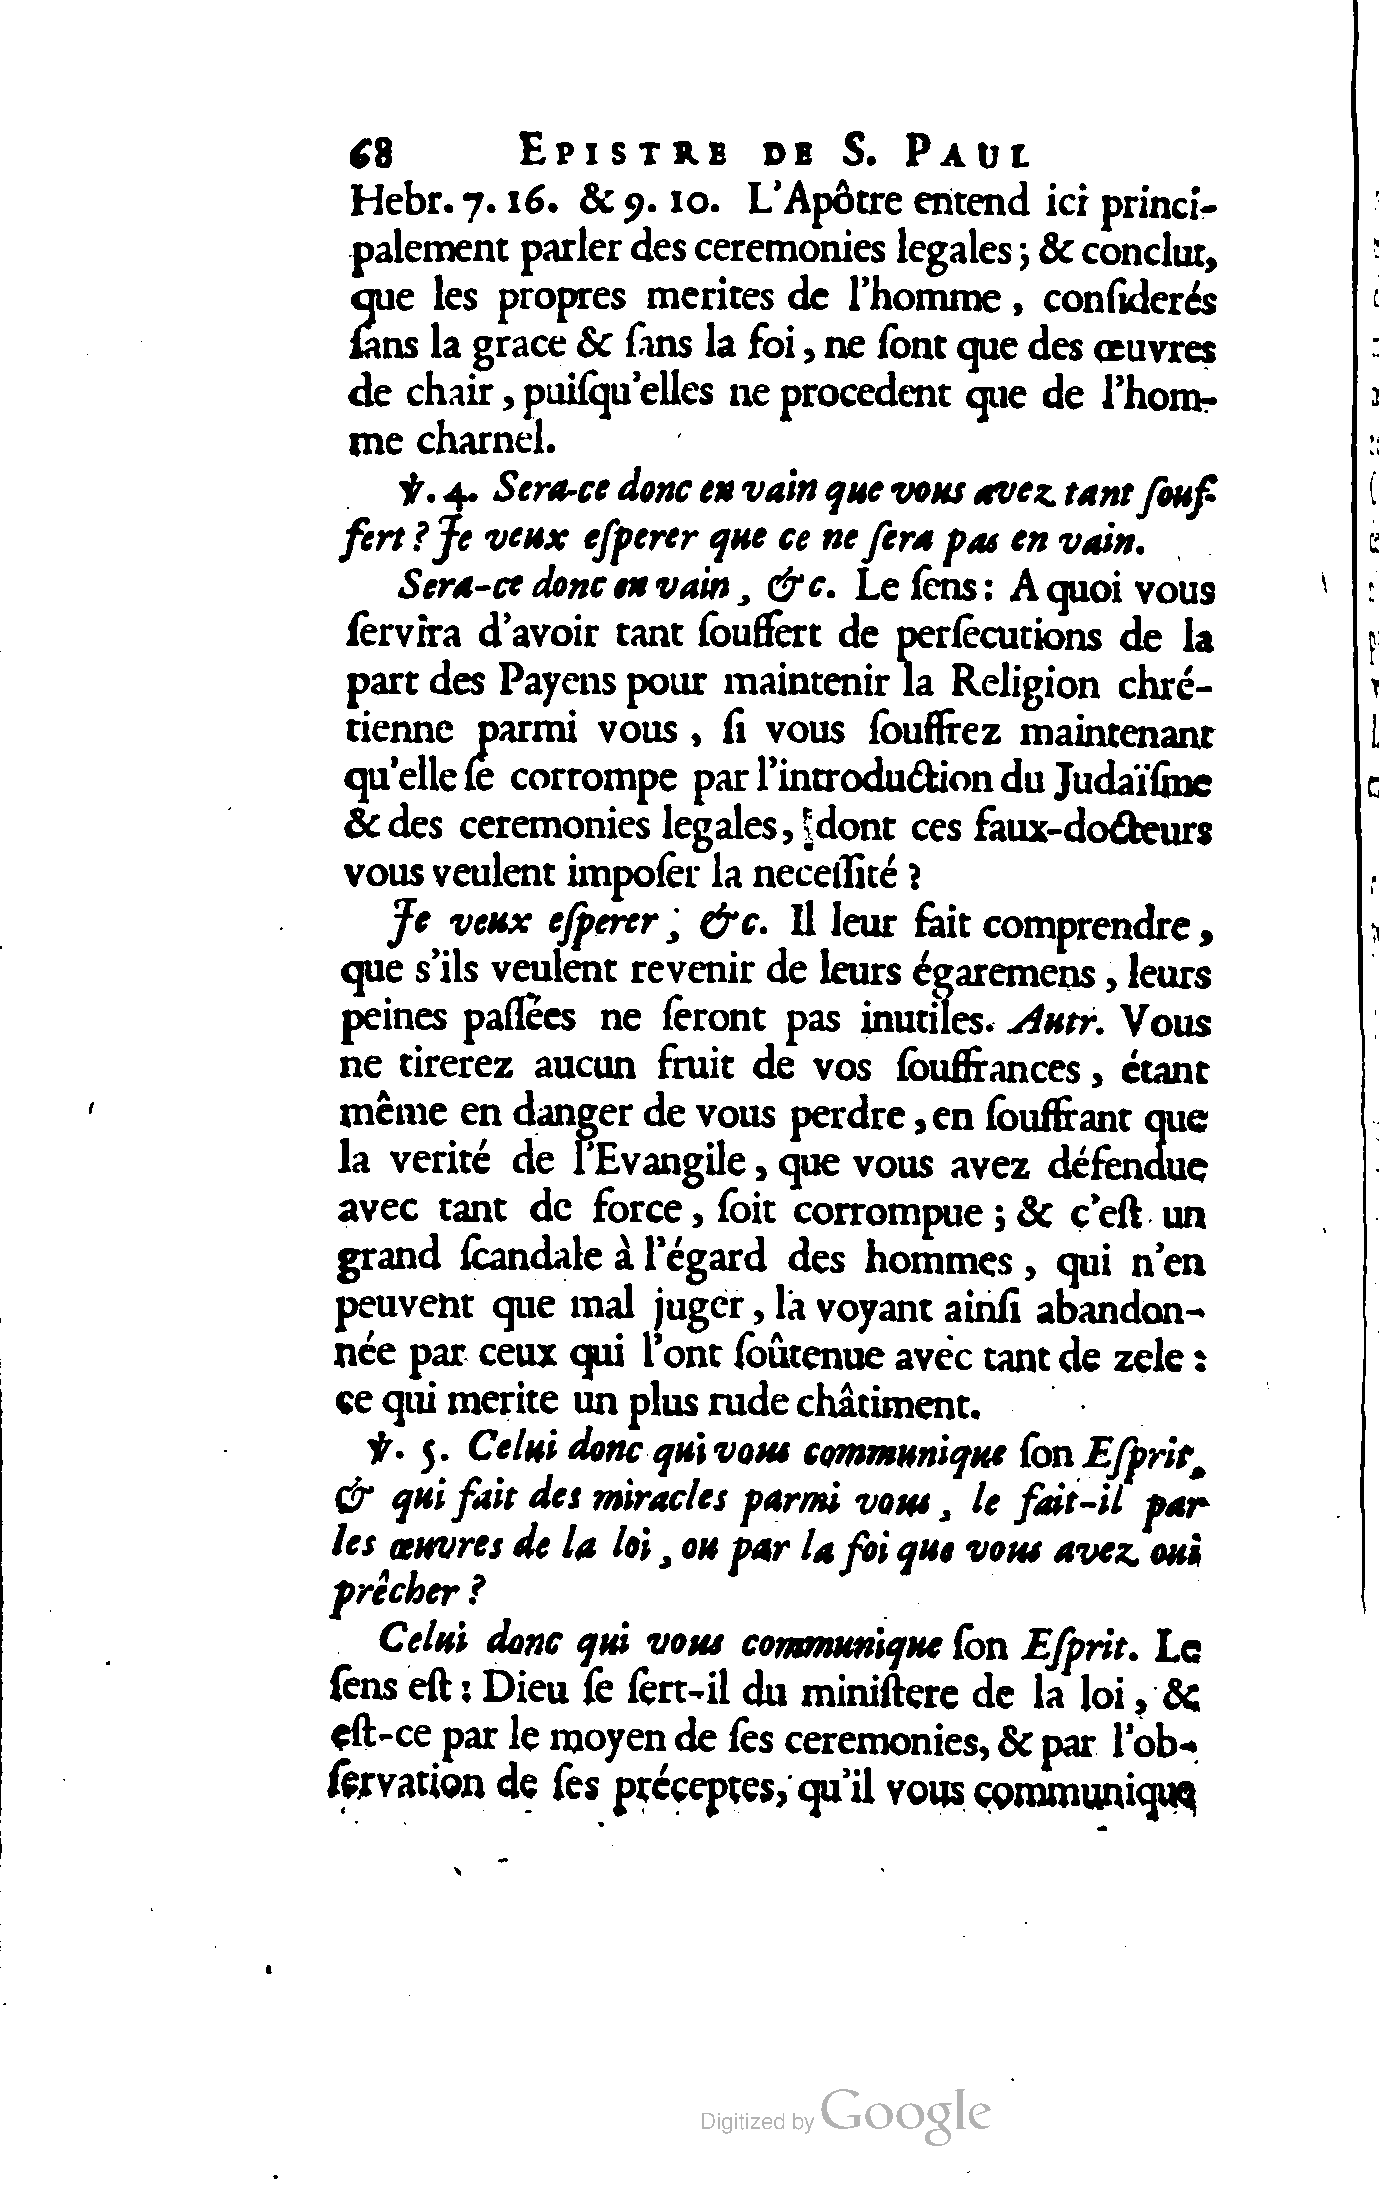 68 EPISTRE DE S. PAUL
Hebr. 7. 16. & 9. 10. L'Apôtre entend ici princi-
palement parler des ceremonies legales ; & conclut,
que les propres merites de l'homme , conſiderés
ſans la grace & ſans la foi , ne ſont que des œuvres
de chair , puiſqu'elles ne procedent que de l'hom-
me charnel.
℣. 4. Sera-ce donc en vain que vous avez tant ſouf-
fert ? Je veux eſperer que ce ne ſera pas en vain.
Sera-ce donc en vain , &c. Le ſens : A quoi vous
ſervira d'avoir tant ſouffert de perſecutions de la
part des Payens pour maintenir la Religion chré-
tienne parmi vous , ſi vous ſouffrez maintenant
qu'elle ſe corrompe par l'introduction du Judaïſme
& des ceremonies legales, dont ces faux-docteurs
vous veulent impoſer la neceſſité ?
Je veux eſperer ; &c. Il leur fait comprendre ,
que s'ils veulent revenir de leurs égaremens , leurs
peines paſſées ne ſeront pas inutiles. Autr. Vous
ne tirerez aucun fruit de vos ſouffrances , étant
même en danger de vous perdre , en ſouffrant que
la verité de l'Evangile , que vous avez défendue
avec tant de force , ſoit corrompue ; & c'eſt un
grand ſcandale à l'égard des hommes , qui n'en
peuvent que mal juger , la voyant ainſi abandon-
née par ceux qui l'ont ſoûtenue avec tant de zele :
ce qui merite un plus rude châtiment.
℣. 5. Celui donc qui vous communique ſon Eſprit,
& qui fait des miracles parmi vous , le fait-il par
les œuvres de la loi , ou par la foi que vous avez ouï
prêcher ?
Celui donc qui vous communique ſon Eſprit. Le
ſens eſt : Dieu ſe ſert-il du miniſtere de la loi , &
eſt-ce par le moyen de ſes ceremonies, & par l'ob-
ſervation de ſes préceptes, qu'il vous communique
Digitized by Google